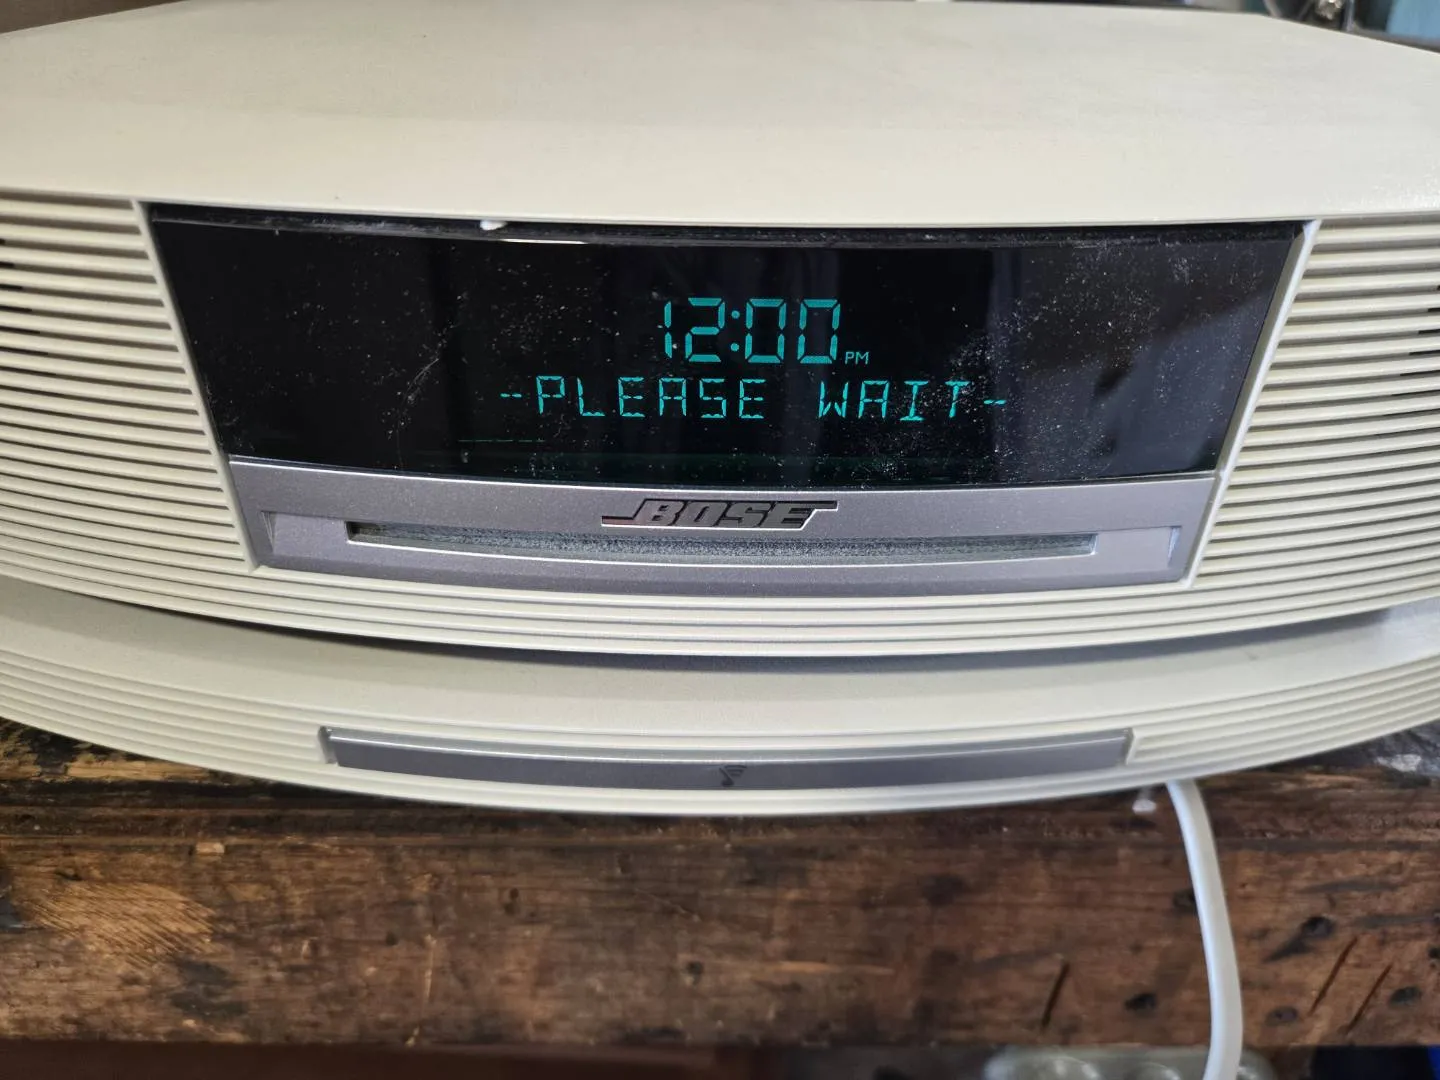 12:00 PM
-PLEASE WAIT-
BOSE